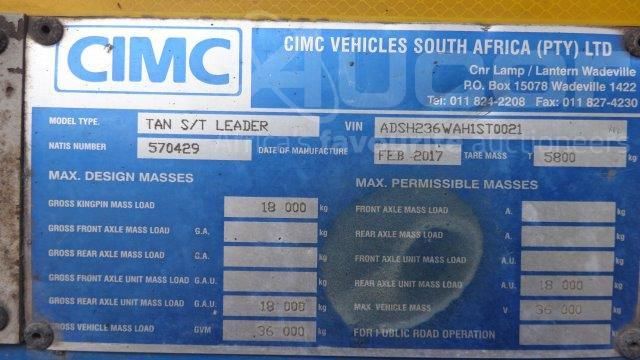 CIMC
CIMC VEHICLES SOUTH AFRICA (PTY) LTD
Cnr Lamp / Lantern Wadeville
P.O. Box 15078 Wadeville 1422
Tel: 011 824-2208 Fax: 011 827-4230
MODEL TYPE. TAN S/T LEADER VIN ADSH236WAH1ST0021
NATIS NUMBER 570429 DATE OF MANUFACTURE FEB 2017 TARE MASS T 5800 kg
Africa's favourite auctioneers
MAX. DESIGN MASSES
GROSS KINGPIN MASS LOAD 18 000 kg
GROSS FRONT AXLE MASS LOAD G.A. kg
GROSS REAR AXLE MASS LOAD G.A. kg
GROSS FRONT AXLE UNIT MASS LOAD G.A.U. kg
GROSS REAR AXLE UNIT MASS LOAD G.A.U. 18 000 kg
GROSS VEHICLE MASS LOAD GVM 36 000 kg
MAX. PERMISSIBLE MASSES
FRONT AXLE MASS LOAD A. kg
REAR AXLE MASS LOAD A. kg
FRONT AXLE UNIT MASS LOAD A.U. kg
REAR AXLE UNIT MASS LOAD A.U. 18 000 kg
MAX. VEHICLE MASS V 36 000 kg
FOR PUBLIC ROAD OPERATION kg